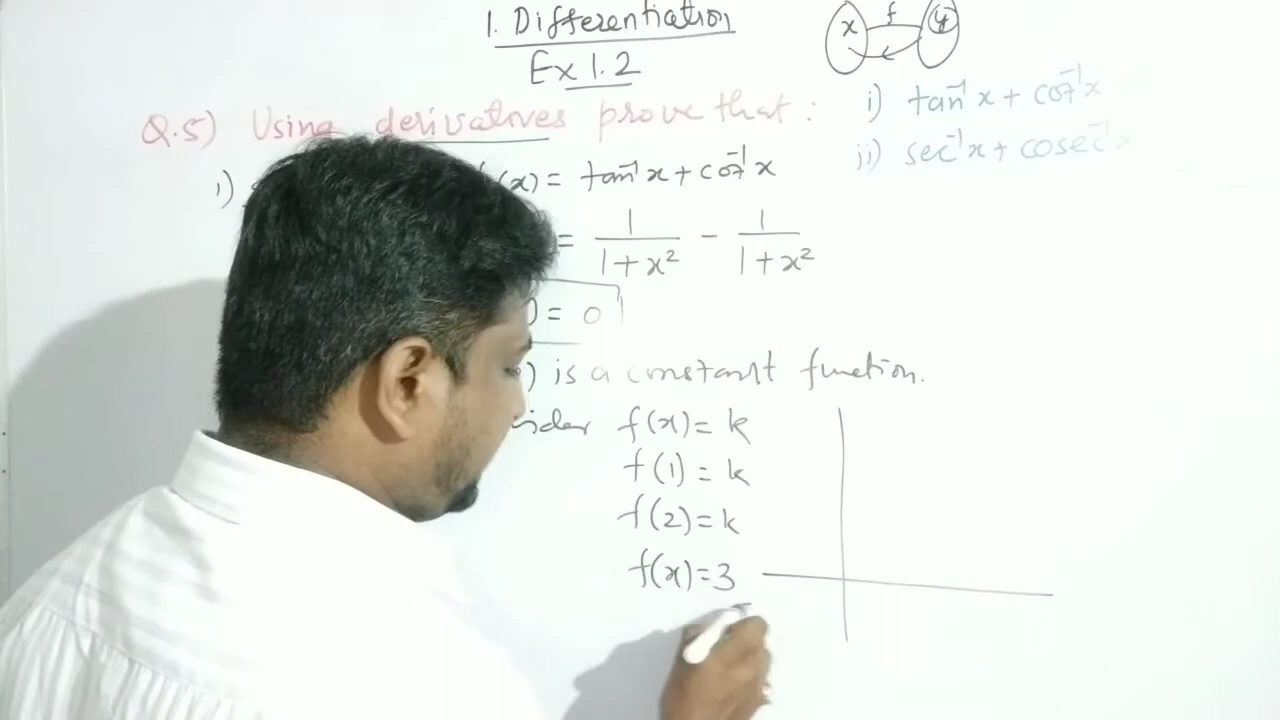 1. Differentiation
Ex 1.2
x f y
Q.5) Using derivatives prove that :
i) tan⁻¹x + cot⁻¹x
ii) sec⁻¹x + cosec⁻¹x
i) (x) = tan⁻¹x + cot⁻¹x
= 1/(1+x²) - 1/(1+x²)
) = 0
) is a constant function.
f(x) = k
f(1) = k
f(2) = k
f(x) = 3